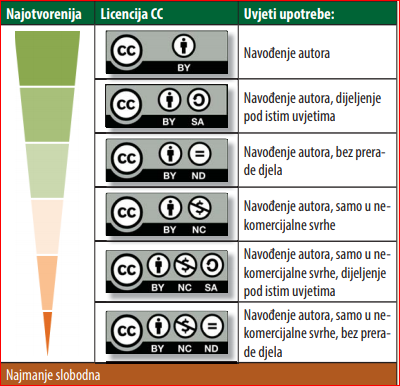 Najotvorenija Licencija CC Uvjeti upotrebe:
CC BY
Navođenje autora
CC BY SA
Navođenje autora, dijeljenje
pod istim uvjetima
CC BY ND
Navođenje autora, bez prera-
de djela
CC BY NC
Navođenje autora, samo u ne-
komercijalne svrhe
CC BY NC SA
Navođenje autora, samo u ne-
komercijalne svrhe, dijeljenje
pod istim uvjetima
CC BY NC ND
Navođenje autora, samo u ne-
komercijalne svrhe, bez prera-
de djela
Najmanje slobodna